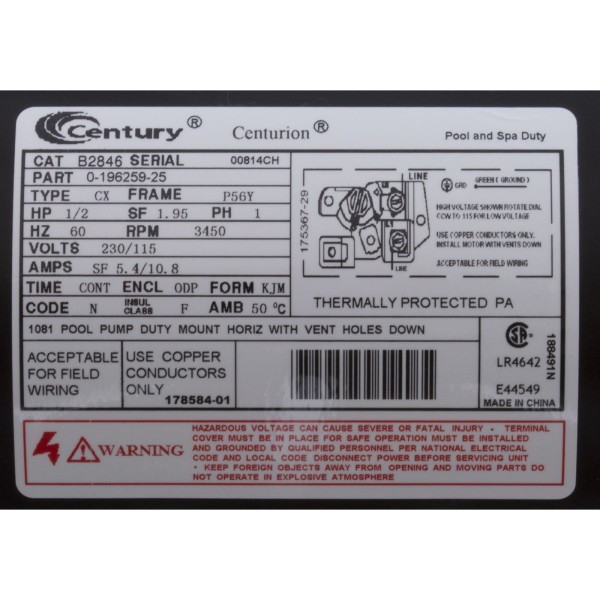 Century® Centurion® Pool and Spa Duty
CAT B2846 SERIAL 00814CH
PART 0-196259-25
TYPE CX FRAME P56Y
HP 1/2 SF 1.95 PH 1
HZ 60 RPM 3450
VOLTS 230/115
AMPS SF 5.4/10.8
TIME CONT ENCL ODP FORM KJM
CODE N INSUL CLASS F AMB 50 °C
175367-29
LINE
LINE
GRD GREEN ( GROUND )
HIGH VOLTAGE SHOWN ROTATE DIAL
CCW TO 115 FOR LOW VOLTAGE
USE COPPER CONDUCTORS ONLY.
INSTALL MOTOR WITH VENTS DOWN
ACCEPTABLE FOR FIELD WIRING
THERMALLY PROTECTED PA
1081 POOL PUMP DUTY MOUNT HORIZ WITH VENT HOLES DOWN
ACCEPTABLE
FOR FIELD
WIRING
USE COPPER
CONDUCTORS
ONLY 178584-01
188491N
LR4642
E44549
MADE IN CHINA
WARNING
HAZARDOUS VOLTAGE CAN CAUSE SEVERE OR FATAL INJURY • TERMINAL
COVER MUST BE IN PLACE FOR SAFE OPERATION MUST BE INSTALLED
AND GROUNDED BY QUALIFIED PERSONNEL PER NATIONAL ELECTRICAL
CODE AND LOCAL CODE DISCONNECT POWER BEFORE SERVICING UNIT
• KEEP FOREIGN OBJECTS AWAY FROM OPENING AND MOVING PARTS DO
NOT OPERATE IN EXPLOSIVE ATMOSPHERE